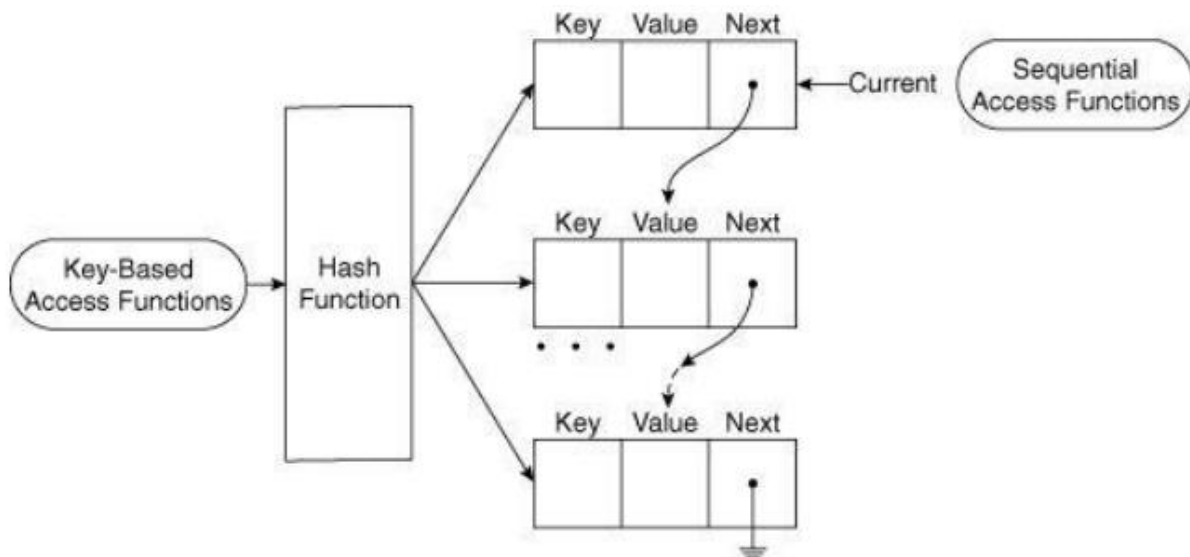 Key Value Next
Current
Sequential
Access Functions
Key Value Next
Key-Based
Access Functions
Hash
Function
Key Value Next